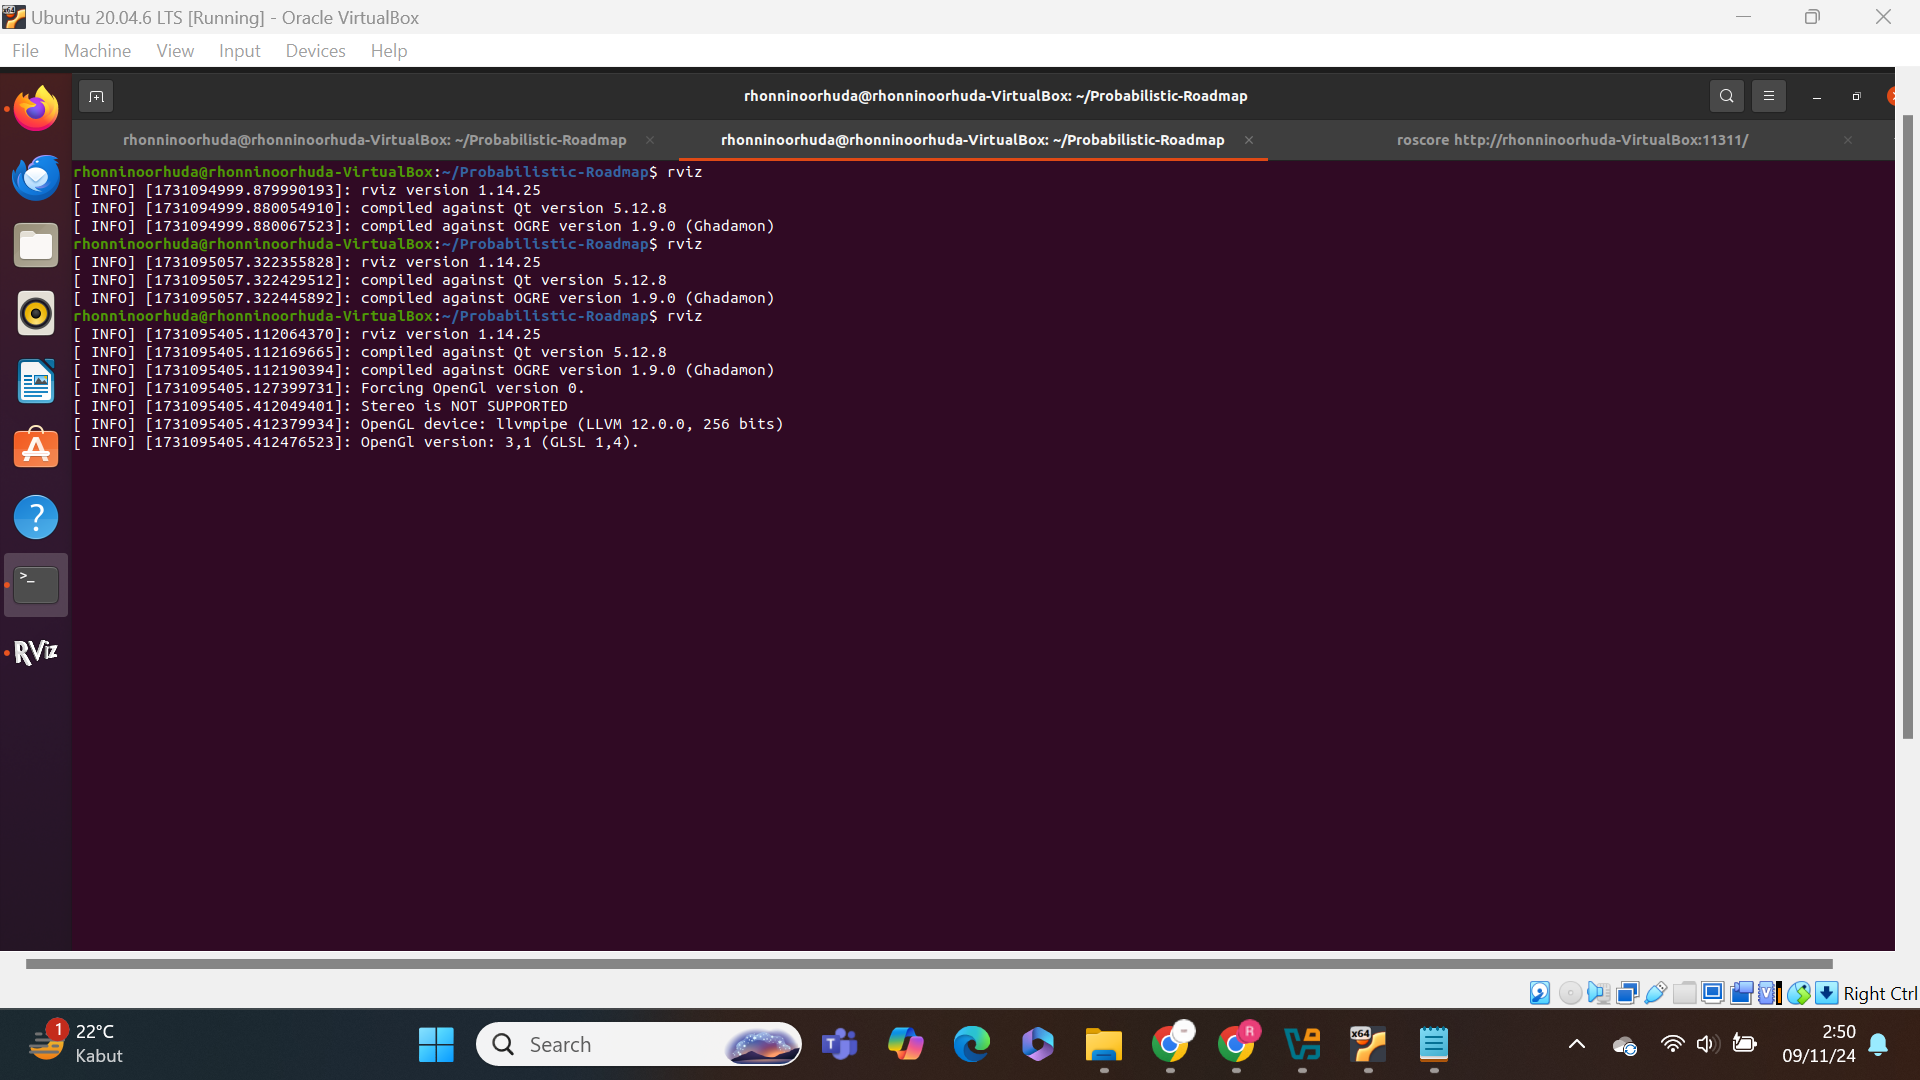 Ubuntu 20.04.6 LTS [Running] - Oracle VirtualBox
File Machine View Input Devices Help
rhonninoorhuda@rhonninoorhuda-VirtualBox: ~/Probabilistic-Roadmap
rhonninoorhuda@rhonninoorhuda-VirtualBox: ~/Probabilistic-Roadmap
rhonninoorhuda@rhonninoorhuda-VirtualBox: ~/Probabilistic-Roadmap
roscore http://rhonninoorhuda-VirtualBox:11311/
rhonninoorhuda@rhonninoorhuda-VirtualBox:~/Probabilistic-Roadmap$ rviz
[ INFO] [1731094999.879990193]: rviz version 1.14.25
[ INFO] [1731094999.880054910]: compiled against Qt version 5.12.8
[ INFO] [1731094999.880067523]: compiled against OGRE version 1.9.0 (Ghadamon)
rhonninoorhuda@rhonninoorhuda-VirtualBox:~/Probabilistic-Roadmap$ rviz
[ INFO] [1731095057.322355828]: rviz version 1.14.25
[ INFO] [1731095057.322429512]: compiled against Qt version 5.12.8
[ INFO] [1731095057.322445892]: compiled against OGRE version 1.9.0 (Ghadamon)
rhonninoorhuda@rhonninoorhuda-VirtualBox:~/Probabilistic-Roadmap$ rviz
[ INFO] [1731095405.112064370]: rviz version 1.14.25
[ INFO] [1731095405.112169665]: compiled against Qt version 5.12.8
[ INFO] [1731095405.112190394]: compiled against OGRE version 1.9.0 (Ghadamon)
[ INFO] [1731095405.127399731]: Forcing OpenGl version 0.
[ INFO] [1731095405.412049401]: Stereo is NOT SUPPORTED
[ INFO] [1731095405.412379934]: OpenGL device: llvmpipe (LLVM 12.0.0, 256 bits)
[ INFO] [1731095405.412476523]: OpenGl version: 3,1 (GLSL 1,4).
RViz
Right Ctrl
1
22°C
Kabut
Search
R
x64
2:50
09/11/24